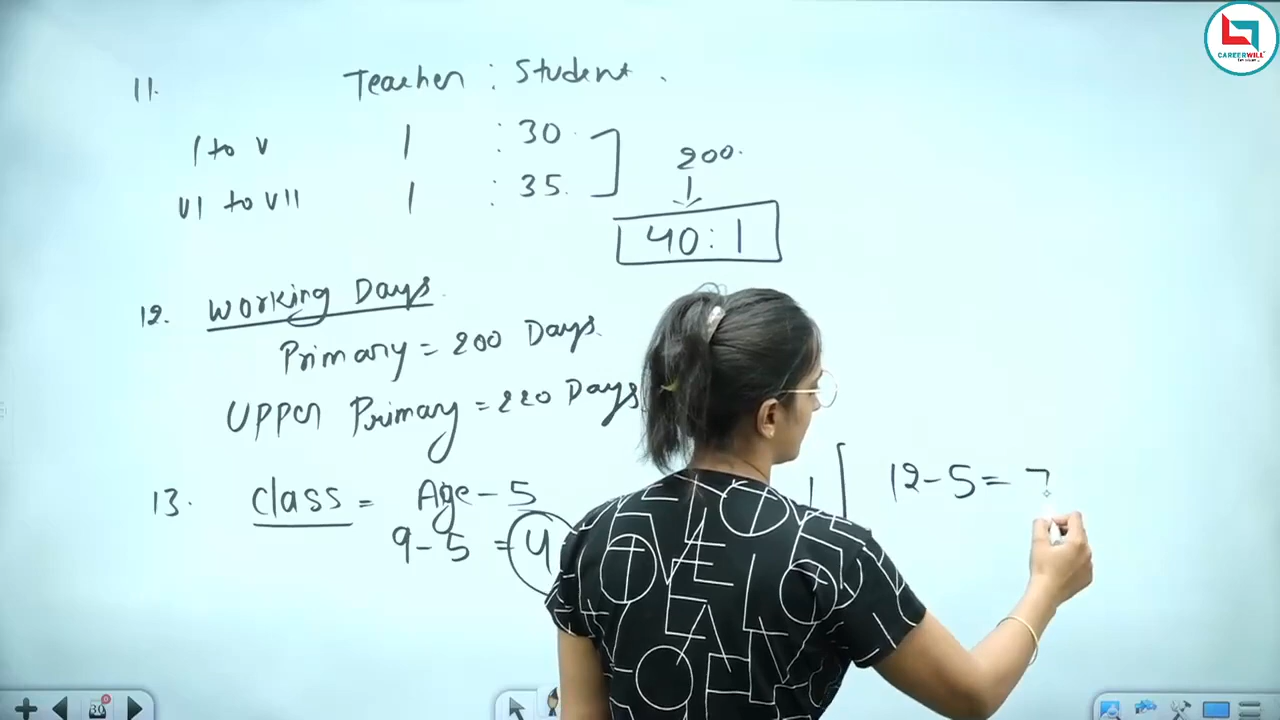 CAREERWILL
11. Teacher : Student.
I to V 1 : 30
200.
VI to VII 1 : 35.
40 : 1
12. Working Days.
Primary = 200 Days.
Upper Primary = 220 Days
13. Class = Age - 5
12 - 5 = 7
9 - 5 = 4
30